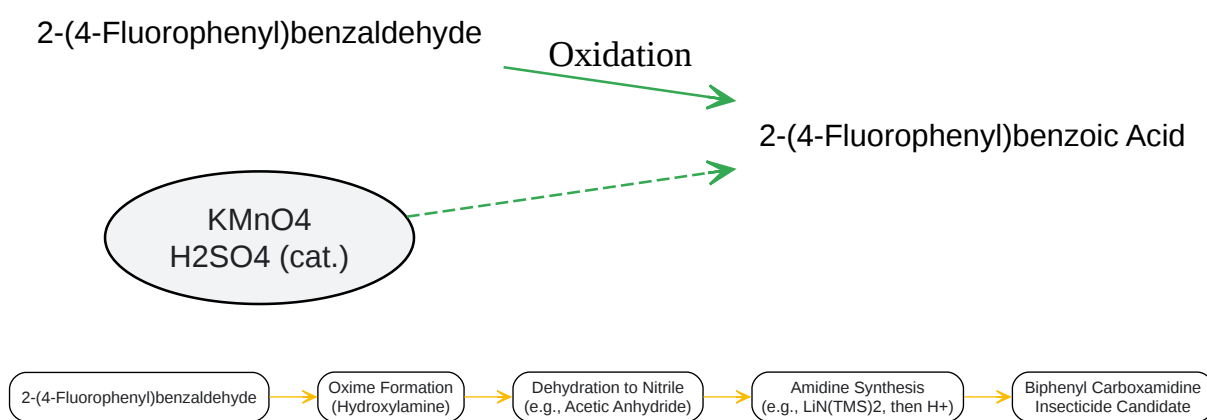 2-(4-Fluorophenyl)benzaldehyde
Oxidation
2-(4-Fluorophenyl)benzoic Acid
KMnO4
H2SO4 (cat.)
2-(4-Fluorophenyl)benzaldehyde
Oxime Formation
(Hydroxylamine)
Dehydration to Nitrile
(e.g., Acetic Anhydride)
Amidine Synthesis
(e.g., LiN(TMS)2, then H+)
Biphenyl Carboxamidine
Insecticide Candidate